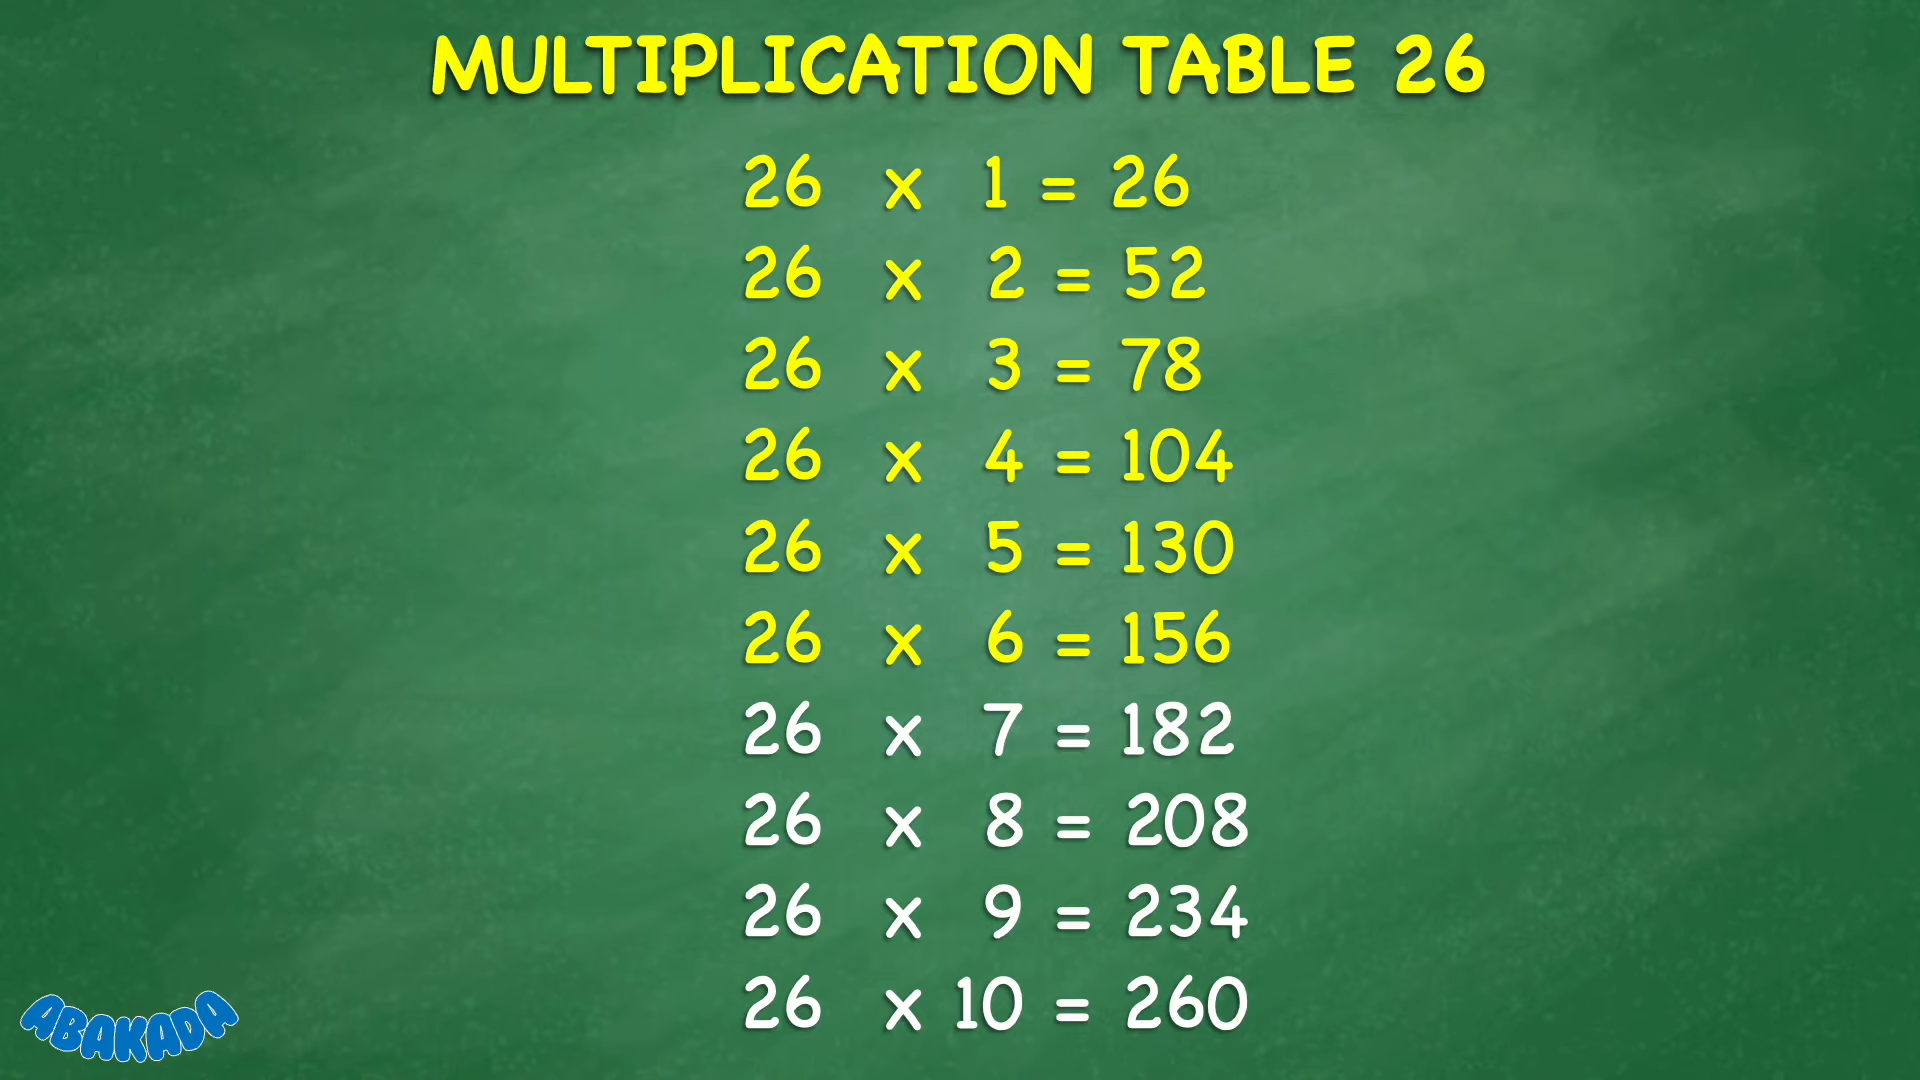 MULTIPLICATION TABLE 26
26 x 1 = 26
26 x 2 = 52
26 x 3 = 78
26 x 4 = 104
26 x 5 = 130
26 x 6 = 156
26 x 7 = 182
26 x 8 = 208
26 x 9 = 234
26 x 10 = 260
ABAKADA